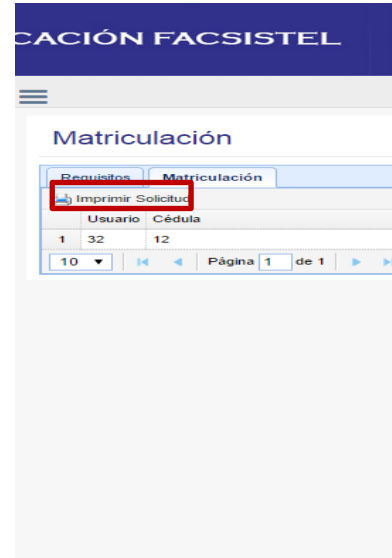 CACIÓN FACSISTEL
Matriculación
Requisitos Matriculación
Imprimir Solicitud
Usuario Cédula
1 32 12
10 Página 1 de 1